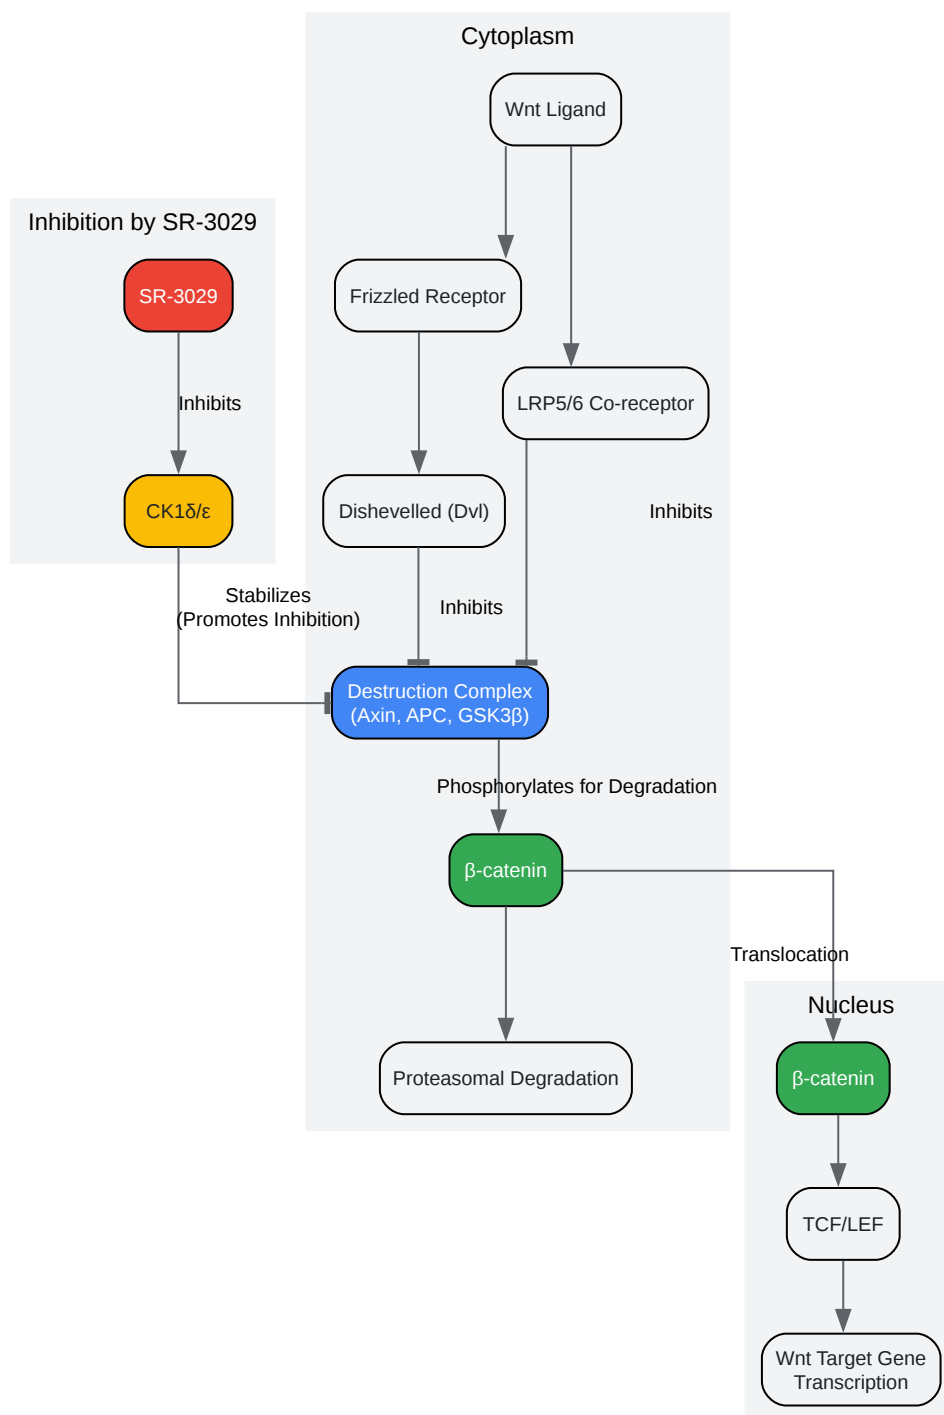 Cytoplasm
Wnt Ligand
Inhibition by SR-3029
SR-3029
Frizzled Receptor
Inhibits
LRP5/6 Co-receptor
CK1δ/ε
Dishevelled (Dvl)
Inhibits
Stabilizes
(Promotes Inhibition)
Inhibits
Destruction Complex
(Axin, APC, GSK3β)
Phosphorylates for Degradation
β-catenin
Translocation
Nucleus
Proteasomal Degradation
β-catenin
TCF/LEF
Wnt Target Gene
Transcription